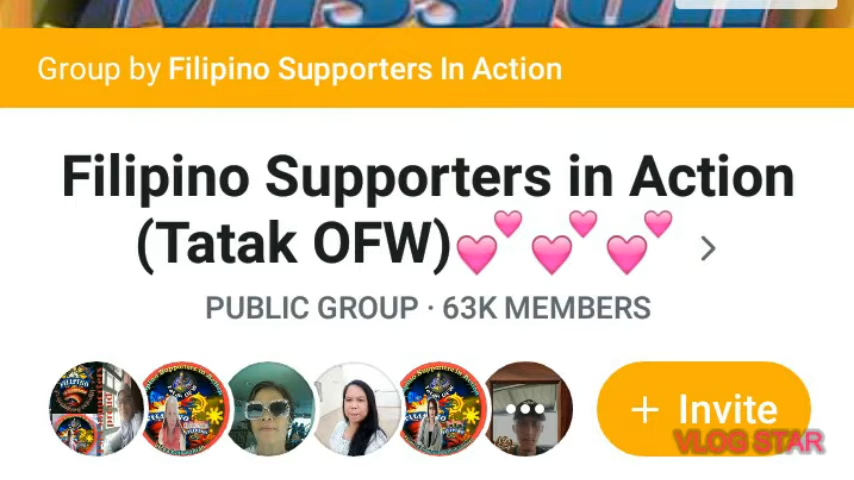 MISSION
Group by Filipino Supporters In Action
Filipino Supporters in Action
(Tatak OFW)💕💕💕 >
PUBLIC GROUP · 63K MEMBERS
+ Invite
VLOG STAR